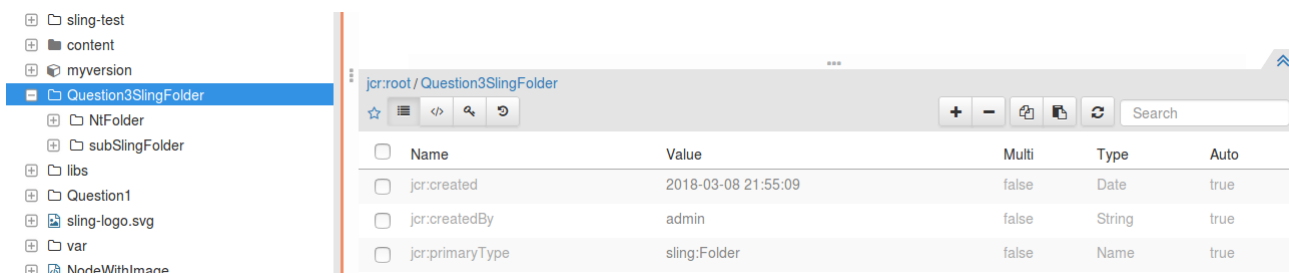 sling-test
content
myversion
Question3SlingFolder
NtFolder
subSlingFolder
libs
Question1
sling-logo.svg
var
NodeWithImage
jcr:root / Question3SlingFolder
Search
Name Value Multi Type Auto
jcr:created 2018-03-08 21:55:09 false Date true
jcr:createdBy admin false String true
jcr:primaryType sling:Folder false Name true